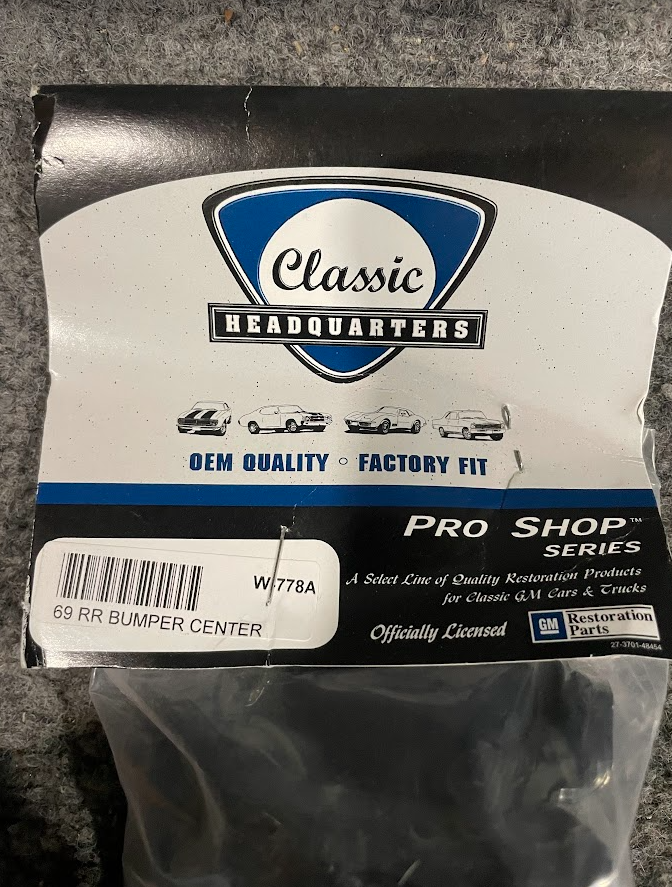 Classic
HEADQUARTERS
OEM QUALITY ◦ FACTORY FIT
PRO SHOP™
SERIES
A Select Line of Quality Restoration Products
for Classic GM Cars & Trucks
Officially Licensed
GM Restoration
Parts
27-3701-48454
W-778A
69 RR BUMPER CENTER